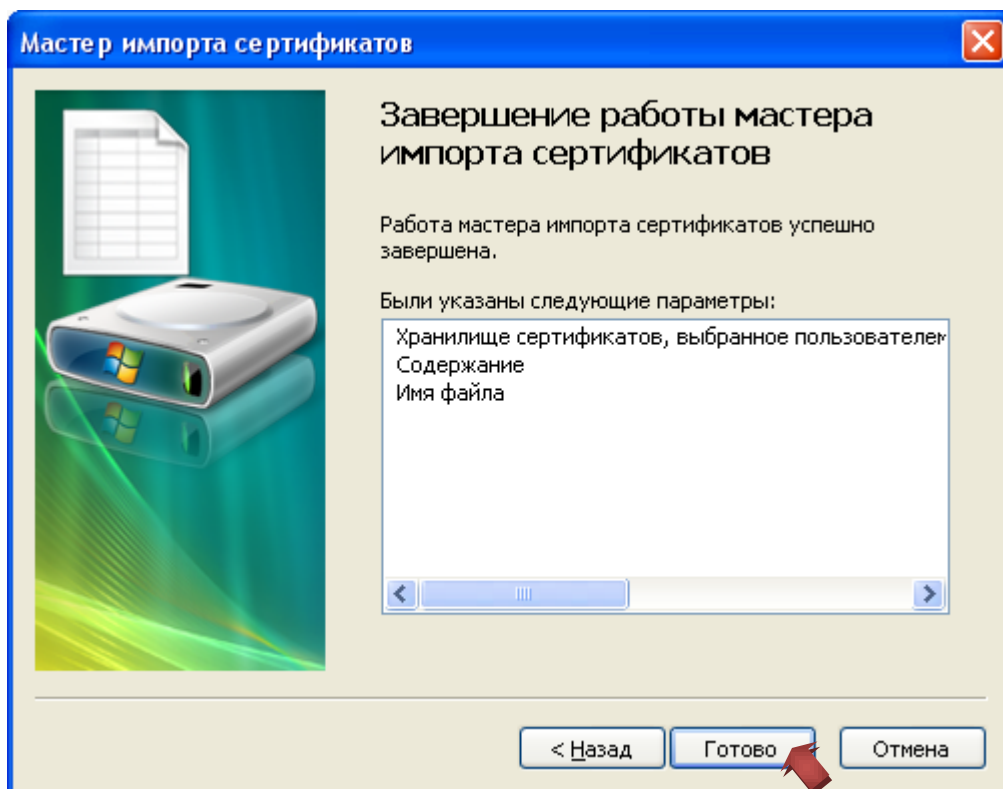 Мастер импорта сертификатов
Завершение работы мастера
импорта сертификатов
Работа мастера импорта сертификатов успешно
завершена.
Были указаны следующие параметры:
Хранилище сертификатов, выбранное пользователем
Содержание
Имя файла
< Назад
Готово
Отмена